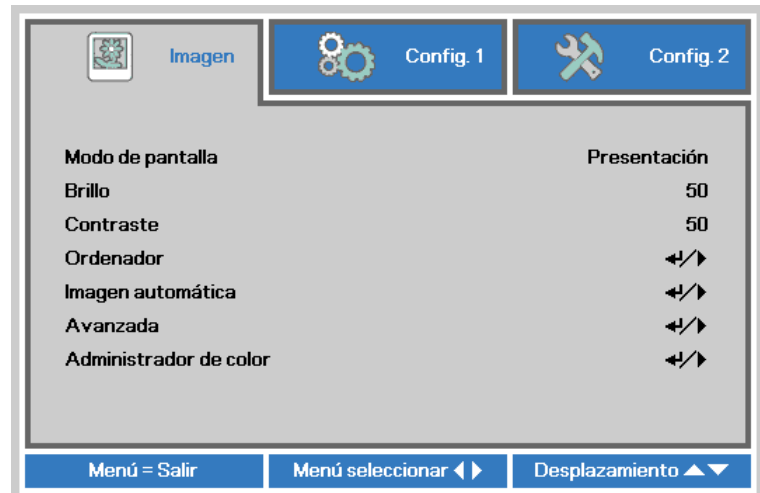 Imagen Config. 1 Config. 2
Modo de pantalla Presentación
Brillo 50
Contraste 50
Ordenador
Imagen automática
Avanzada
Administrador de color
Menú = Salir Menú seleccionar Desplazamiento